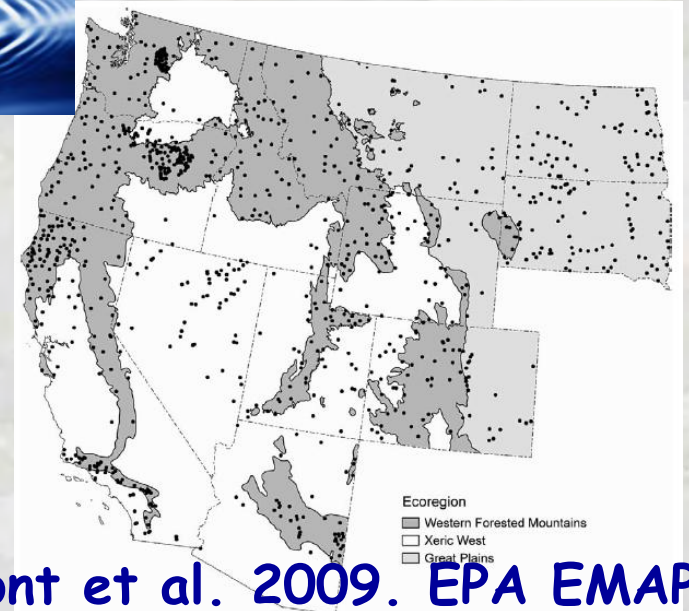 Ecoregion
Western Forested Mountains
Xeric West
Great Plains
et al. 2009. EPA EMAP